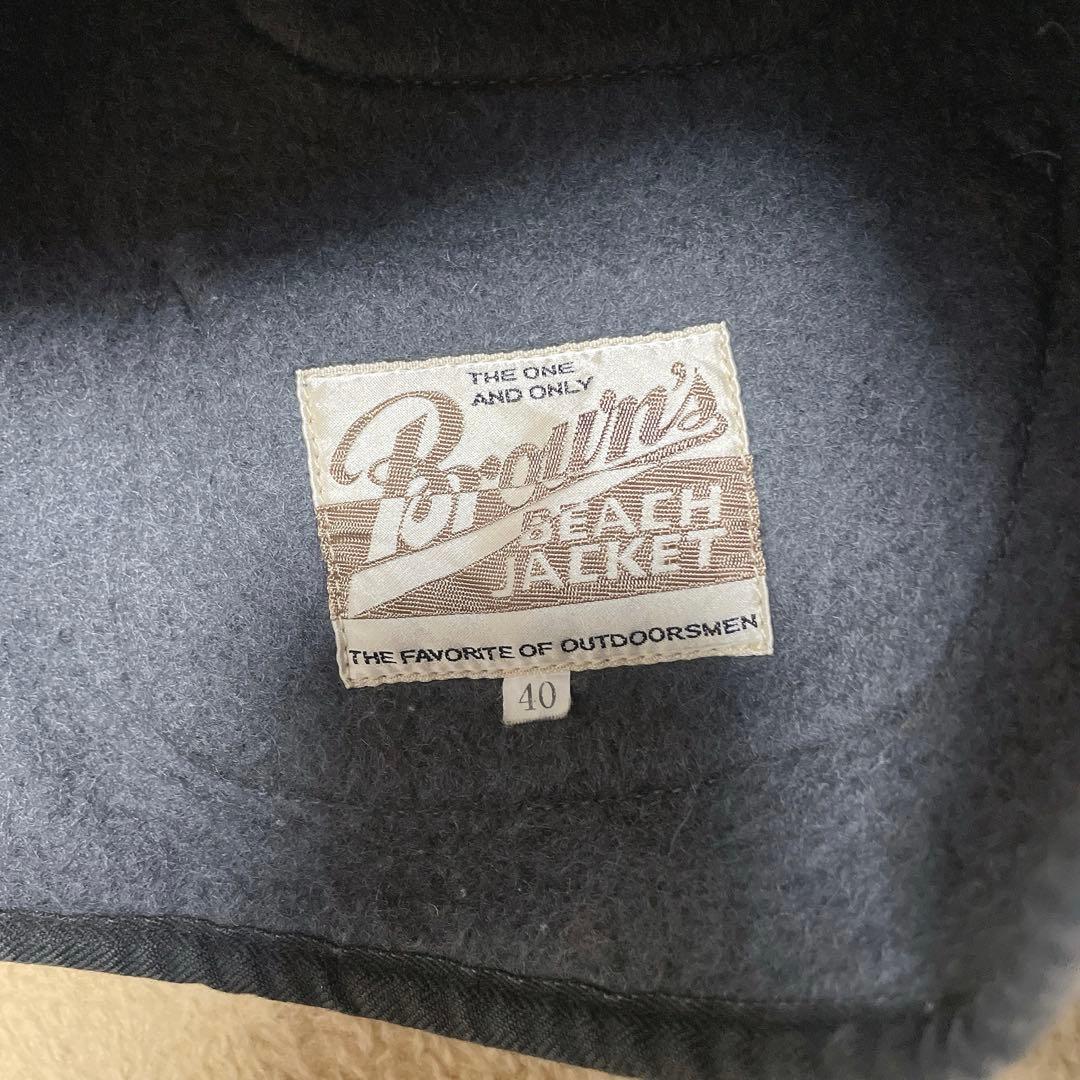 THE ONE
AND ONLY
Brown's
BEACH
JACKET
THE FAVORITE OF OUTDOORSMEN
40